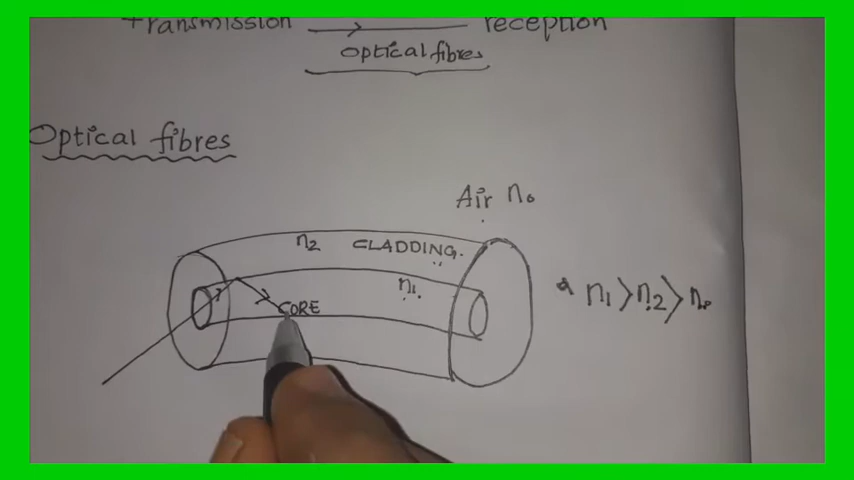 transmission → reception
optical fibres
Optical fibres
Air n₀
n₂ CLADDING.
n₁.
CORE
n₁ > n₂ > n₀